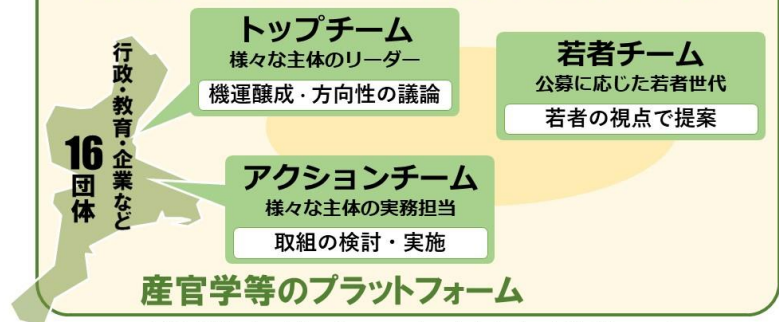 トップチーム
様々な主体のリーダー
機運醸成・方向性の議論
若者チーム
公募に応じた若者世代
若者の視点で提案
行政・教育・企業など
16団体
アクションチーム
様々な主体の実務担当
取組の検討・実施
産官学等のプラットフォーム